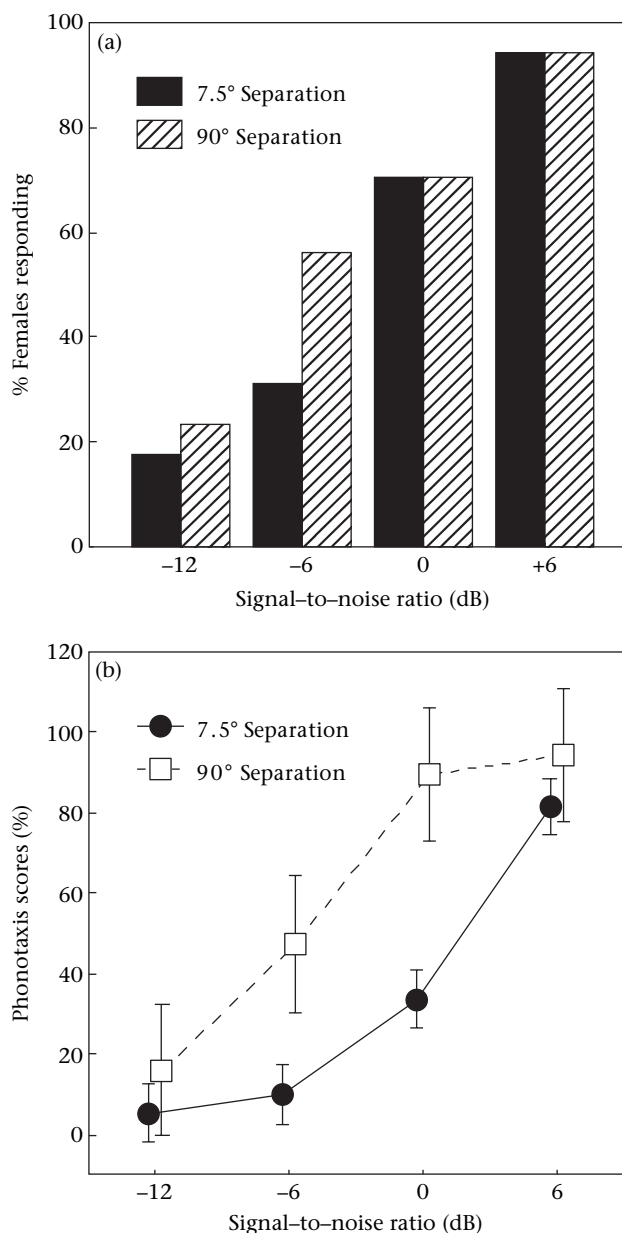 (a)
100
80
60
40
20
0
% Females responding
7.5° Separation
90° Separation
–12 –6 0 +6
Signal–to–noise ratio (dB)
(b)
120
100
80
60
40
20
0
Phonotaxis scores (%)
7.5° Separation
90° Separation
–12 –6 0 6
Signal–to–noise ratio (dB)